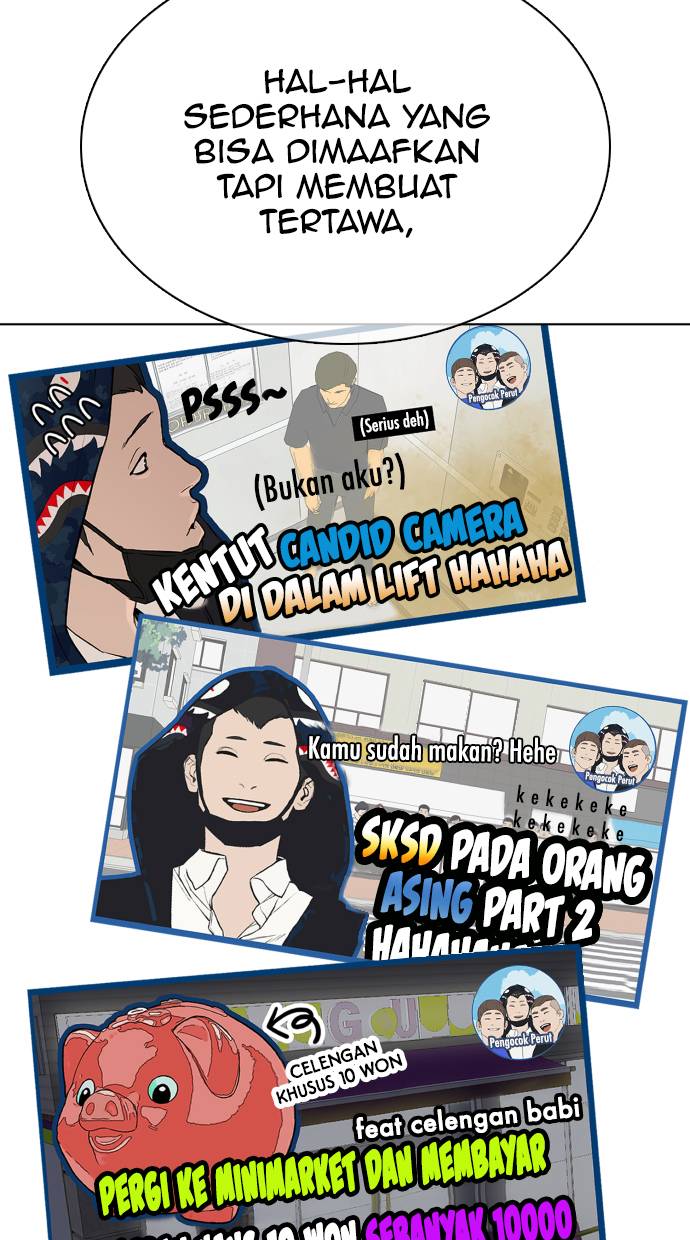 HAL-HAL
SEDERHANA YANG
BISA DIMAAFKAN
TAPI MEMBUAT
TERTAWA,
PSSS~
Pengocok Perut
(Serius deh)
(Bukan aku?)
KENTUT CANDID CAMERA
DI DALAM LIFT HAHAHA
Kamu sudah makan? Hehe
Pengocok Perut
kekekeke
kekekeke
SKSD PADA ORANG
ASING PART 2
Pengocok Perut
CELENGAN
KHUSUS 10 WON
feat celengan babi
PERGI KE MINIMARKET DAN MEMBAYAR
10 WON SEBANYAK 10000